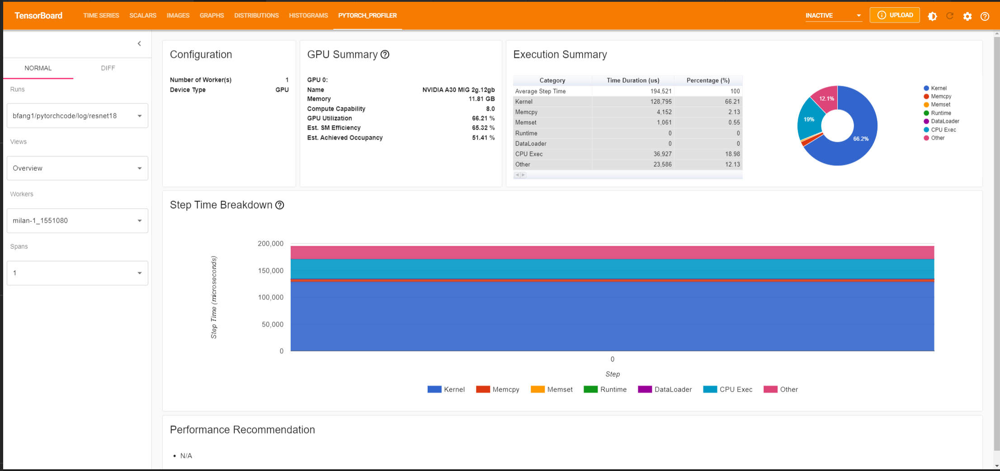 TensorBoard TIME SERIES SCALARS IMAGES GRAPHS DISTRIBUTIONS HISTOGRAMS PYTORCH_PROFILER INACTIVE UPLOAD
NORMAL DIFF
Runs
bfang1/pytorchcode/log/resnet18
Views
Overview
Workers
milan-1_1551080
Spans
1
Configuration
Number of Worker(s) 1
Device Type GPU
GPU Summary
GPU 0:
Name NVIDIA A30 MIG 2g.12gb
Memory 11.81 GB
Compute Capability 8.0
GPU Utilization 66.21 %
Est. SM Efficiency 65.32 %
Est. Achieved Occupancy 51.41 %
Execution Summary
Category Time Duration (us) Percentage (%)
Average Step Time 194,521 100
Kernel 128,795 66.21
Memcpy 4,152 2.13
Memset 1,061 0.55
Runtime 0 0
DataLoader 0 0
CPU Exec 36,927 18.98
Other 23,586 12.13
12.1%
19%
66.2%
Kernel
Memcpy
Memset
Runtime
DataLoader
CPU Exec
Other
Step Time Breakdown
Step Time (microseconds)
200,000
150,000
100,000
50,000
0
0
Step
Kernel Memcpy Memset Runtime DataLoader CPU Exec Other
Performance Recommendation
• N/A